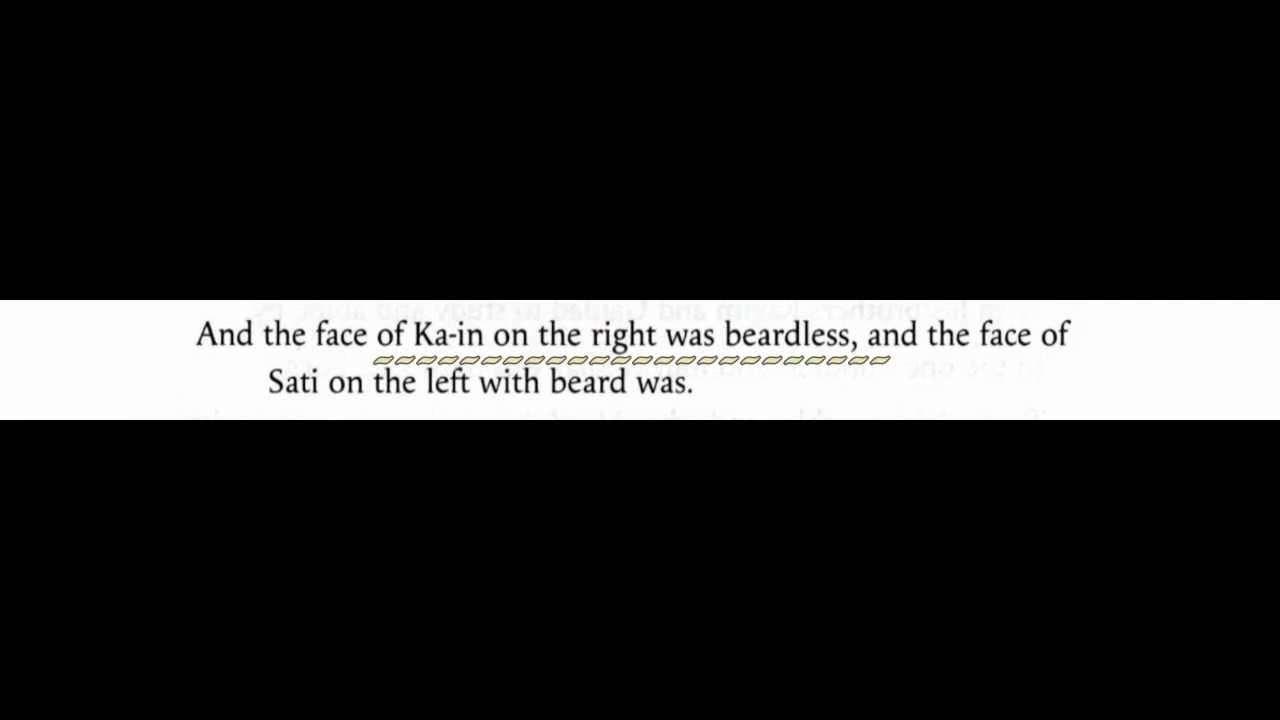 And the face of Ka-in on the right was beardless, and the face of
Sati on the left with beard was.